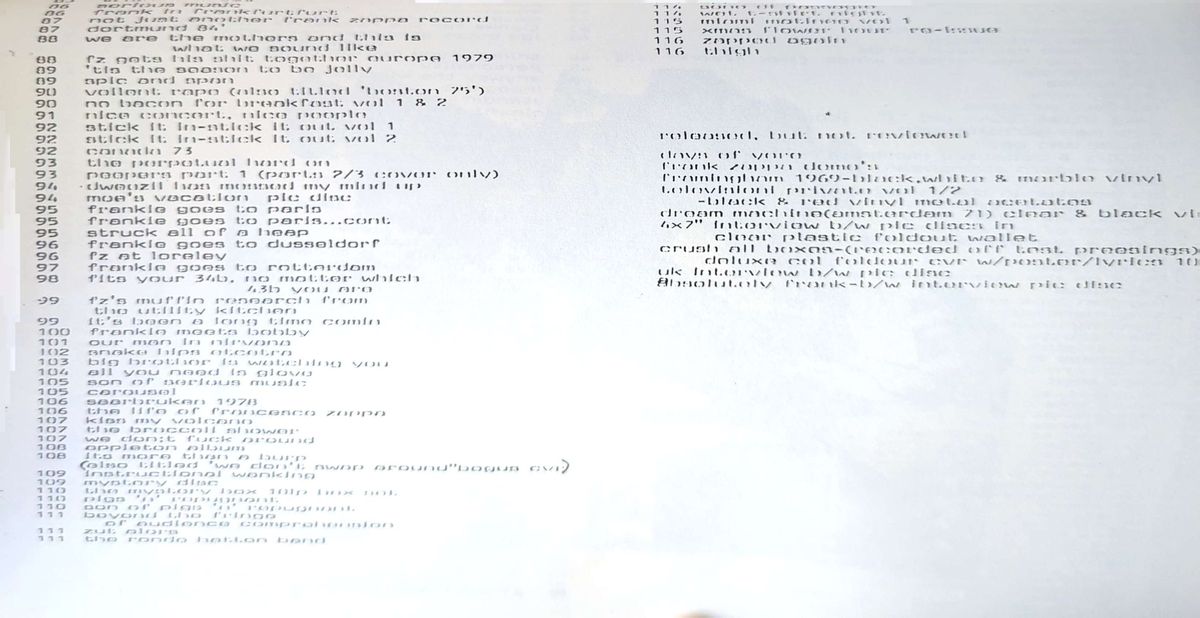 86 serious music
86 frank in frankfurtfurt
87 not just another frank zappa record
87 dortmund 84'
88 we are the mothers and this is
what we sound like
88 fz gets his shit together europe 1979
89 'tis the season to be jelly
89 spic and span
90 vollent rape (also titled 'boston 75')
90 no bacon for breakfast vol 1 & 2
91 nice concert, nice people
92 stick it in-stick it out vol 1
92 stick it in-stick it out vol 2
92 canada 73
93 the perpetual hard on
93 poopers part 1 (parts 2/3 cover only)
94 dweezil has messed my mind up
94 moe's vacation pic disc
95 frankie goes to paris
95 frankie goes to paris...cont
95 struck all of a heap
96 frankie goes to dusseldorf
96 fz at loreley
97 frankie goes to rotterdam
98 fits your 34b, no matter which
43b you are
99 fz's muffin research from
the utility kitchen
99 it's been a long time comin
100 frankie meets bobby
101 our man in nirvana
102 snake hips etcetra
103 big brother is watching you
104 all you need is glove
105 son of serious music
105 carousel
106 saarbruken 1978
106 the life of francesco zappa
107 kiss my volcano
107 the broccoli shower
107 we don;t fuck around
108 appleton album
108 its more than a burp
(also titled 'we don't swap around"bogus cvr)
109 instructional wanking
109 mystery disc
110 the mystery box 10lp box set
110 pigs 'n' repugnant
110 son of pigs 'n' repugnant
111 beyond the fringe
of audience comprehension
111 zut alors
111 the rondo hatton band
114
114 wet t-shirt night
115 miami matinee vol 1
115 xmas flower hour re-issue
116 zapped again
116 thigh
released, but not reviewed
days of yore
frank zappa demo's
framingham 1969-black,white & marble vinyl
televisioni private vol 1/2
-black & red vinyl metal acetates
dream machine(amsterdam 71) clear & black
4x7" interview b/w pic discs in
clear plastic foldout wallet
crush all boxes-(recorded off test pressings)
deluxe col foldour cvr w/poster/lyrics
uk interview b/w pic disc
absolutely frank-b/w interview pic disc